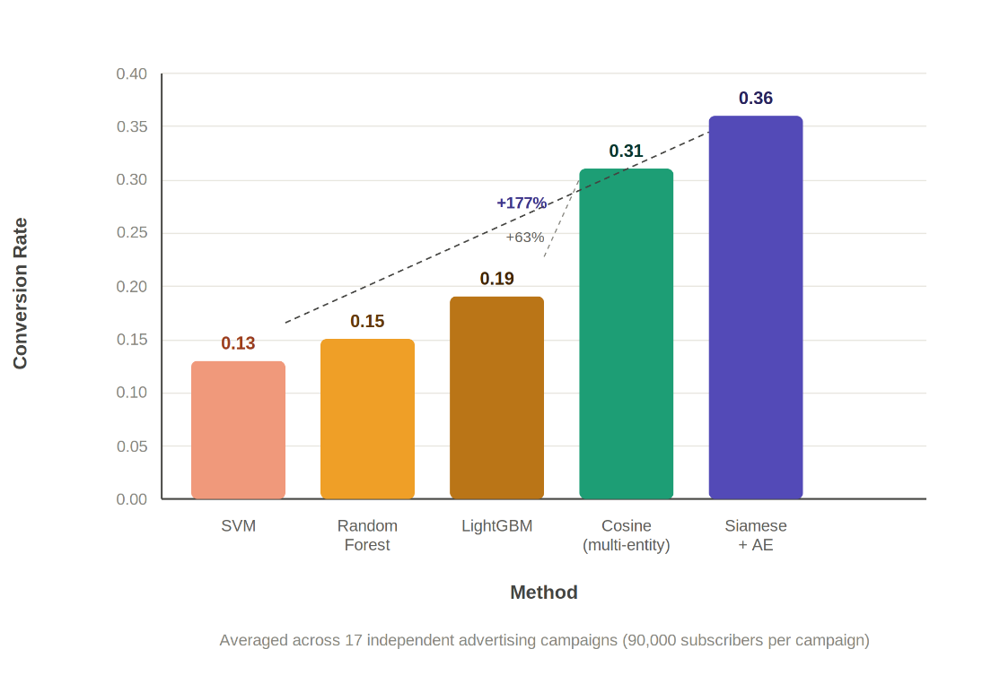 0.40
0.35
0.30
0.25
0.20
0.15
0.10
0.05
0.00
Conversion Rate
0.13
0.15
0.19
0.31
0.36
+177%
+63%
SVM
Random
Forest
LightGBM
Cosine
(multi-entity)
Siamese
+ AE
Method
Averaged across 17 independent advertising campaigns (90,000 subscribers per campaign)